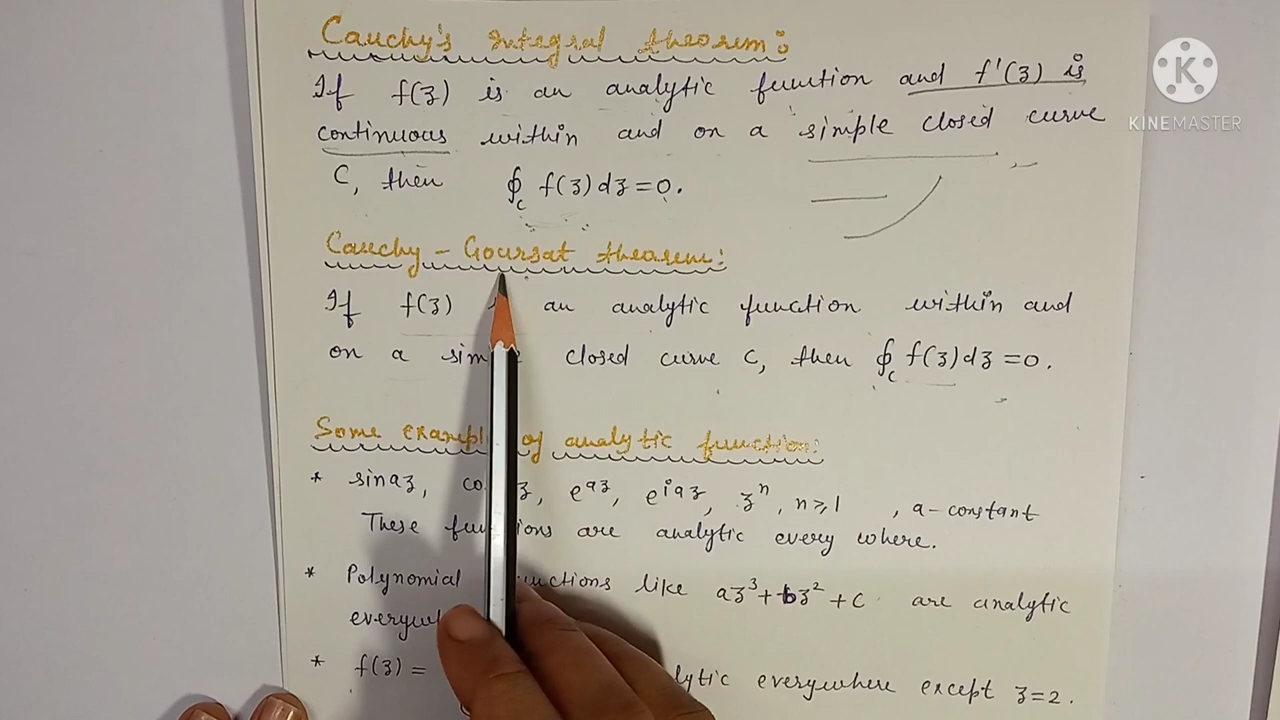 Cauchy's Integral theorem:
If f(z) is an analytic function and f'(z) is
continuous within and on a simple closed curve
C, then ∮_C f(z) dz = 0.
Cauchy - Goursat theorem:
If f(z) an analytic function within and
on a closed curve C, then ∮_C f(z) dz = 0.
Some of analytic function:
* sin az, e^{az}, e^{iaz}, z^n, n ≥ 1, a - constant
These are analytic every where.
* Polynomial functions like az³ + bz² + c are analytic
* f(z) = everywhere except z = 2.
K
KINEMASTER